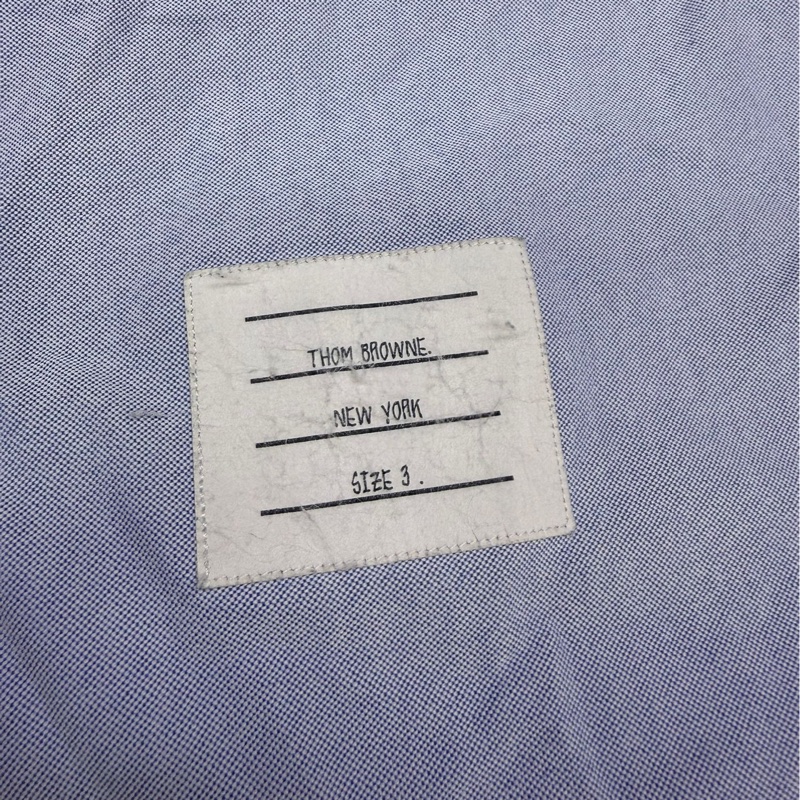 THOM BROWNE.
NEW YORK
SIZE 3 .